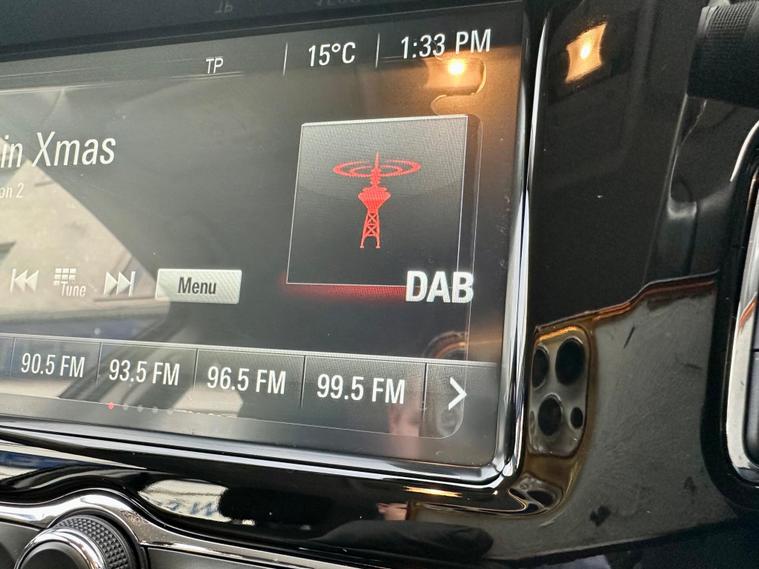 TP 15°C 1:33 PM
in Xmas
on 2
Tune
Menu
DAB
90.5 FM 93.5 FM 96.5 FM 99.5 FM